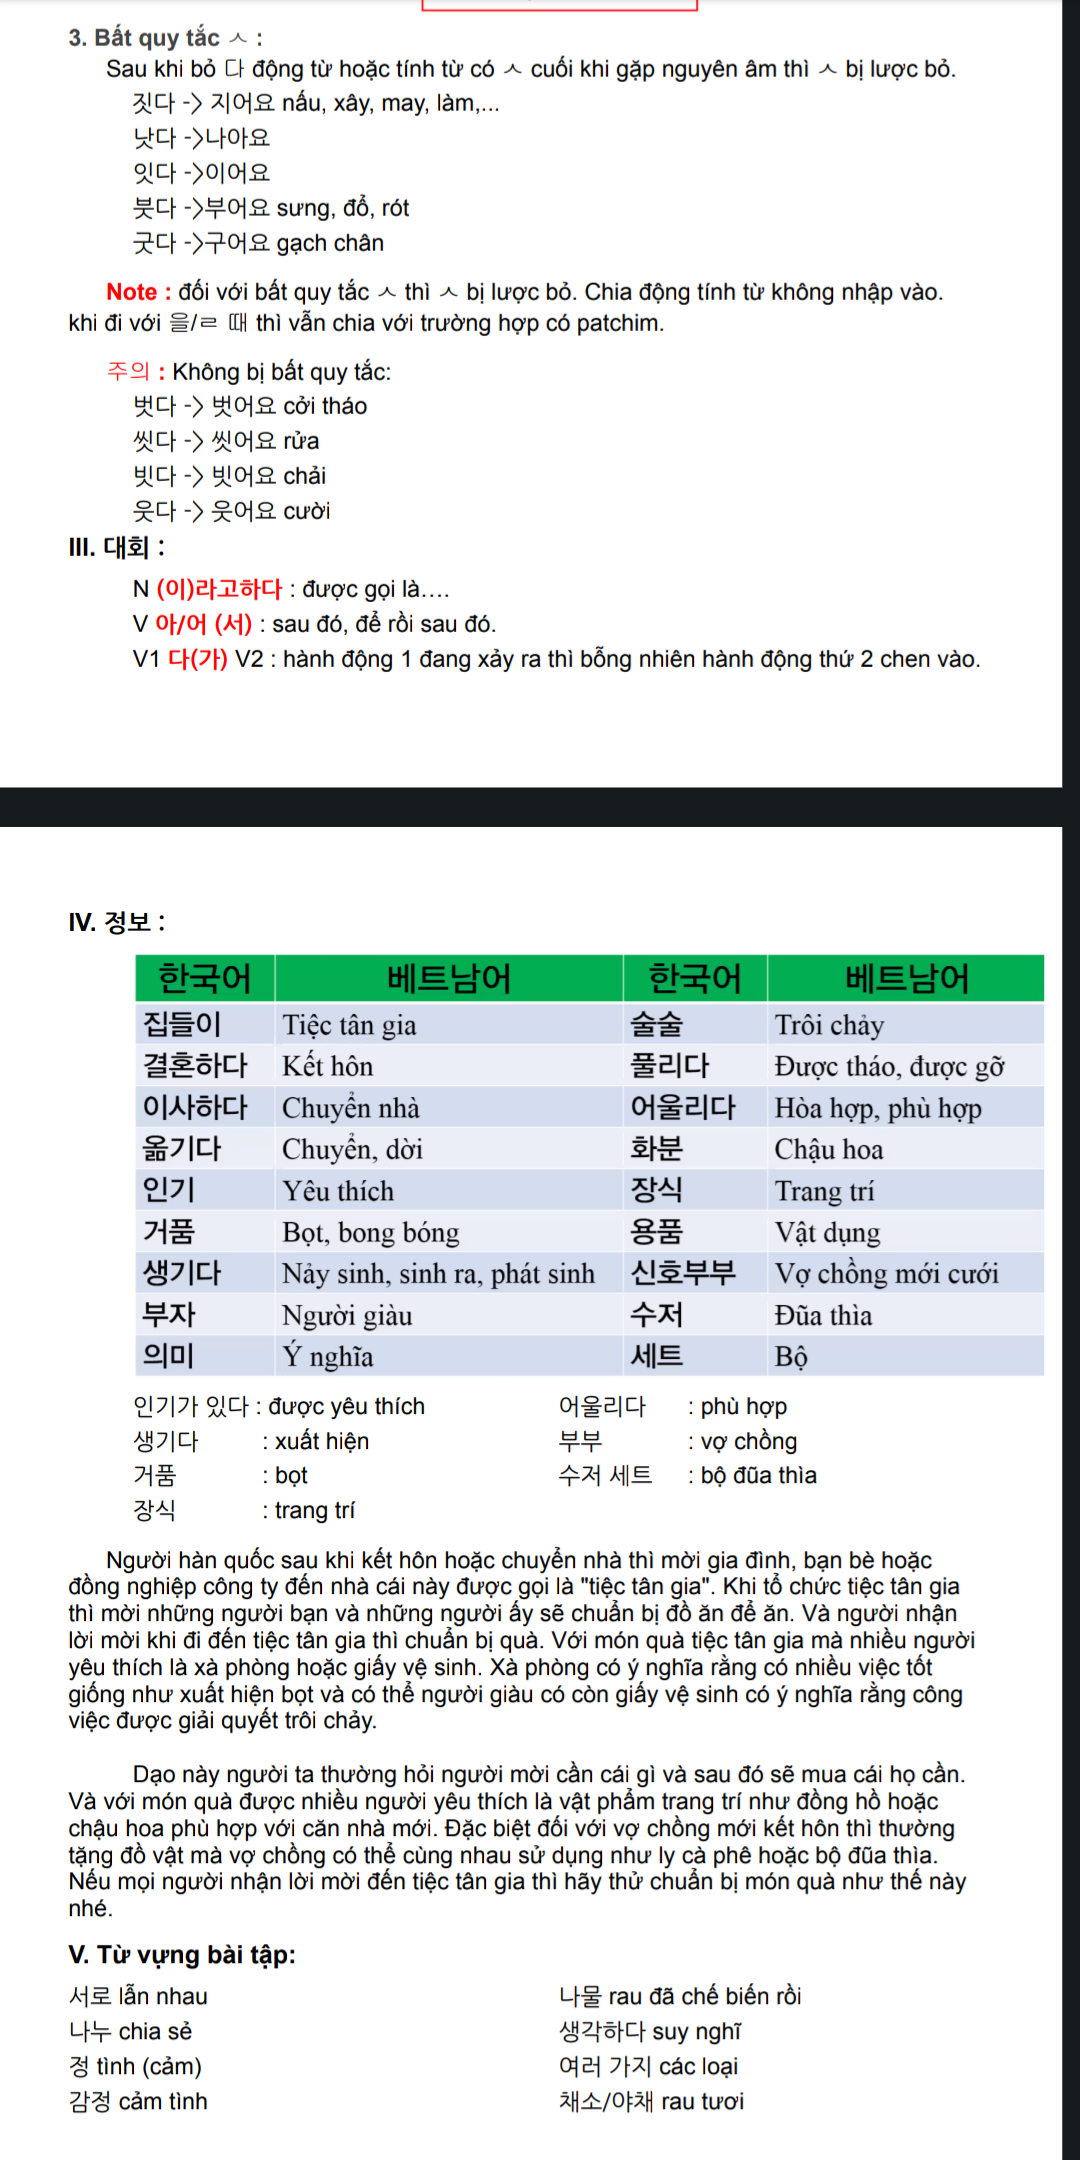 3. Bất quy tắc ㅅ :
Sau khi bỏ 다 động từ hoặc tính từ có ㅅ cuối khi gặp nguyên âm thì ㅅ bị lược bỏ.
짓다 -> 지어요 nấu, xây, may, làm,...
낫다 ->나아요
잇다 ->이어요
붓다 ->부어요 sưng, đổ, rót
긋다 ->구어요 gạch chân
Note : đối với bất quy tắc ㅅ thì ㅅ bị lược bỏ. Chia động tính từ không nhập vào.
khi đi với 을/ㄹ 때 thì vẫn chia với trường hợp có patchim.
주의 : Không bị bất quy tắc:
벗다 -> 벗어요 cởi tháo
씻다 -> 씻어요 rửa
빗다 -> 빗어요 chải
웃다 -> 웃어요 cười
III. 대회 :
N (이)라고하다 : được gọi là....
V 아/어 (서) : sau đó, để rồi sau đó.
V1 다(가) V2 : hành động 1 đang xảy ra thì bỗng nhiên hành động thứ 2 chen vào.
IV. 정보 :
한국어 베트남어 한국어 베트남어
집들이 Tiệc tân gia 술술 Trôi chảy
결혼하다 Kết hôn 풀리다 Được tháo, được gỡ
이사하다 Chuyển nhà 어울리다 Hòa hợp, phù hợp
옮기다 Chuyển, dời 화분 Chậu hoa
인기 Yêu thích 장식 Trang trí
거품 Bọt, bong bóng 용품 Vật dụng
생기다 Nảy sinh, sinh ra, phát sinh 신호부부 Vợ chồng mới cưới
부자 Người giàu 수저 Đũa thìa
의미 Ý nghĩa 세트 Bộ
인기가 있다 : được yêu thích 어울리다 : phù hợp
생기다 : xuất hiện 부부 : vợ chồng
거품 : bọt 수저 세트 : bộ đũa thìa
장식 : trang trí
Người hàn quốc sau khi kết hôn hoặc chuyển nhà thì mời gia đình, bạn bè hoặc
đồng nghiệp công ty đến nhà cái này được gọi là "tiệc tân gia". Khi tổ chức tiệc tân gia
thì mời những người bạn và những người ấy sẽ chuẩn bị đồ ăn để ăn. Và người nhận
lời mời khi đi đến tiệc tân gia thì chuẩn bị quà. Với món quà tiệc tân gia mà nhiều người
yêu thích là xà phòng hoặc giấy vệ sinh. Xà phòng có ý nghĩa rằng có nhiều việc tốt
giống như xuất hiện bọt và có thể người giàu có còn giấy vệ sinh có ý nghĩa rằng công
việc được giải quyết trôi chảy.
Dạo này người ta thường hỏi người mời cần cái gì và sau đó sẽ mua cái họ cần.
Và với món quà được nhiều người yêu thích là vật phẩm trang trí như đồng hồ hoặc
chậu hoa phù hợp với căn nhà mới. Đặc biệt đối với vợ chồng mới kết hôn thì thường
tặng đồ vật mà vợ chồng có thể cùng nhau sử dụng như ly cà phê hoặc bộ đũa thìa.
Nếu mọi người nhận lời mời đến tiệc tân gia thì hãy thử chuẩn bị món quà như thế này
nhé.
V. Từ vựng bài tập:
서로 lẫn nhau 나물 rau đã chế biến rồi
나누 chia sẻ 생각하다 suy nghĩ
정 tình (cảm) 여러 가지 các loại
감정 cảm tình 채소/야채 rau tươi